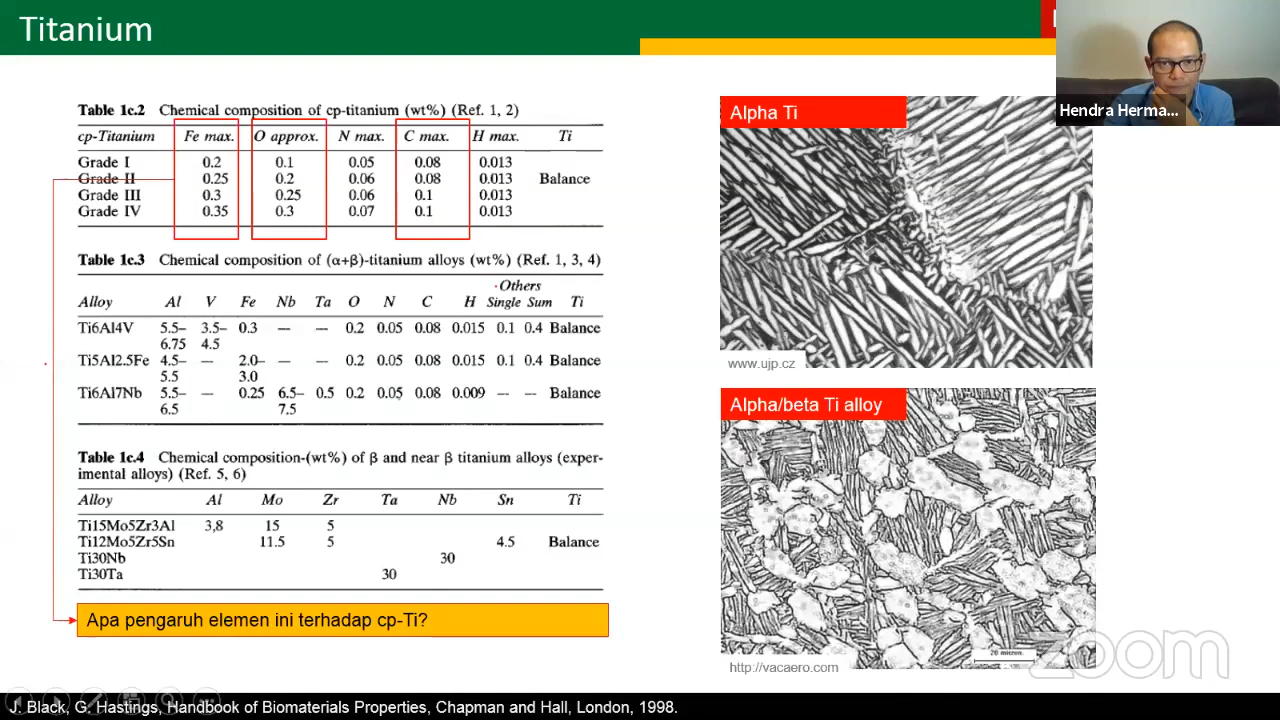 Titanium
Table 1c.2 Chemical composition of cp-titanium (wt%) (Ref. 1, 2)
cp-Titanium Fe max. O approx. N max. C max. H max. Ti
Grade I 0.2 0.1 0.05 0.08 0.013
Grade II 0.25 0.2 0.06 0.08 0.013 Balance
Grade III 0.3 0.25 0.06 0.1 0.013
Grade IV 0.35 0.3 0.07 0.1 0.013
Table 1c.3 Chemical composition of (α+β)-titanium alloys (wt%) (Ref. 1, 3, 4)
Others
Alloy Al V Fe Nb Ta O N C H Single Sum Ti
Ti6Al4V 5.5– 3.5– 0.3 — — 0.2 0.05 0.08 0.015 0.1 0.4 Balance
6.75 4.5
Ti5Al2.5Fe 4.5– — 2.0– — — 0.2 0.05 0.08 0.015 0.1 0.4 Balance
5.5 3.0
Ti6Al7Nb 5.5– — 0.25 6.5– 0.5 0.2 0.05 0.08 0.009 — — Balance
6.5 7.5
Table 1c.4 Chemical composition-(wt%) of β and near β titanium alloys (exper-
imental alloys) (Ref. 5, 6)
Alloy Al Mo Zr Ta Nb Sn Ti
Ti15Mo5Zr3Al 3,8 15 5
Ti12Mo5Zr5Sn 11.5 5 4.5 Balance
Ti30Nb 30
Ti30Ta 30
Apa pengaruh elemen ini terhadap cp-Ti?
Alpha Ti
www.ujp.cz
Alpha/beta Ti alloy
20 micron
http://vacaero.com
Hendra Herma...
zoom
J. Black, G. Hastings, Handbook of Biomaterials Properties, Chapman and Hall, London, 1998.